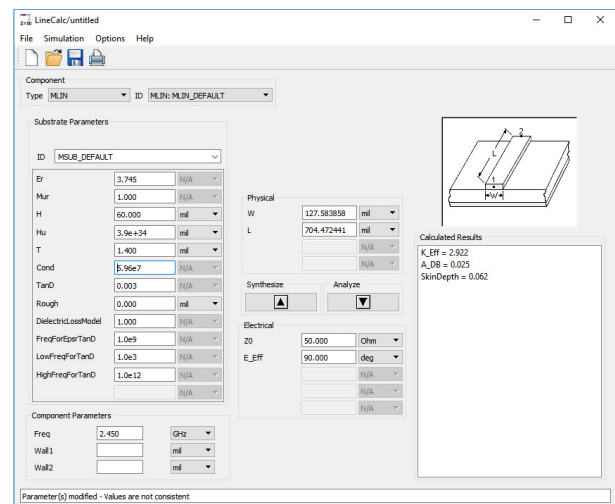 LineCalc/untitled
File Simulation Options Help
Component
Type MLIN ID MLIN: MLIN_DEFAULT
Substrate Parameters
ID MSUB_DEFAULT
Er 3.745 N/A
Mur 1.000 N/A
H 60.000 mil
Hu 3.9e+34 mil
T 1.400 mil
Cond 5.96e7 N/A
TanD 0.003 N/A
Rough 0.000 mil
DielectricLossModel 1.000 N/A
FreqForEpsrTanD 1.0e9 N/A
LowFreqForTanD 1.0e3 N/A
HighFreqForTanD 1.0e12 N/A
N/A
Component Parameters
Freq 2.450 GHz
Wall1 mil
Wall2 mil
Physical
W 127.583858 mil
L 704.472441 mil
N/A
N/A
Synthesize Analyze
Electrical
Z0 50.000 Ohm
E_Eff 90.000 deg
N/A
N/A
N/A
2
L
1
W
Calculated Results
K_Eff = 2.922
A_DB = 0.025
SkinDepth = 0.062
Parameter(s) modified - Values are not consistent